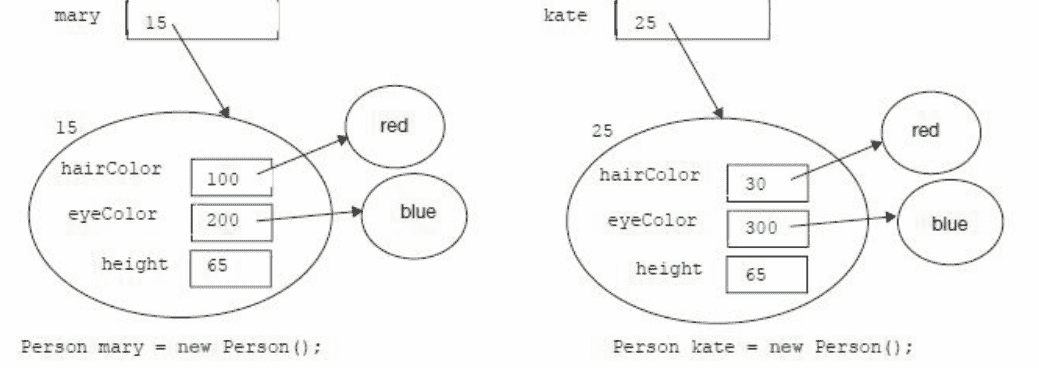 mary 15
kate 25
15
hairColor 100
red
eyeColor 200
blue
height 65
Person mary = new Person();
25
hairColor 30
red
eyeColor 300
blue
height 65
Person kate = new Person();